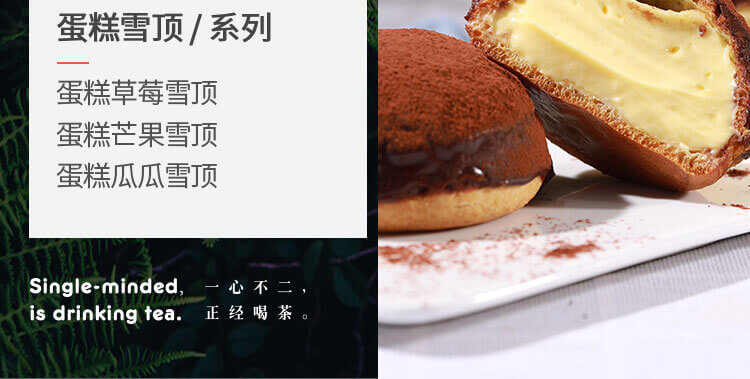 蛋糕雪顶 / 系列
蛋糕草莓雪顶
蛋糕芒果雪顶
蛋糕瓜瓜雪顶
Single-minded, 一心不二，
is drinking tea. 正经喝茶。